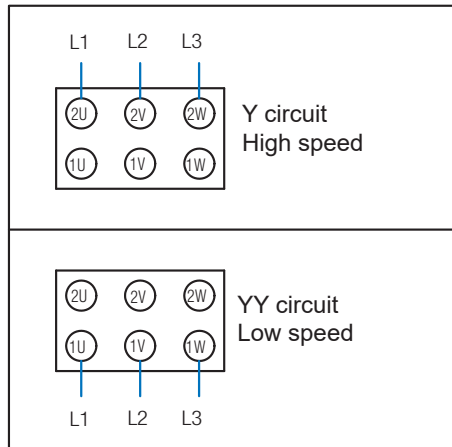 L1 L2 L3
2U 2V 2W Y circuit
1U 1V 1W High speed
2U 2V 2W YY circuit
1U 1V 1W Low speed
L1 L2 L3